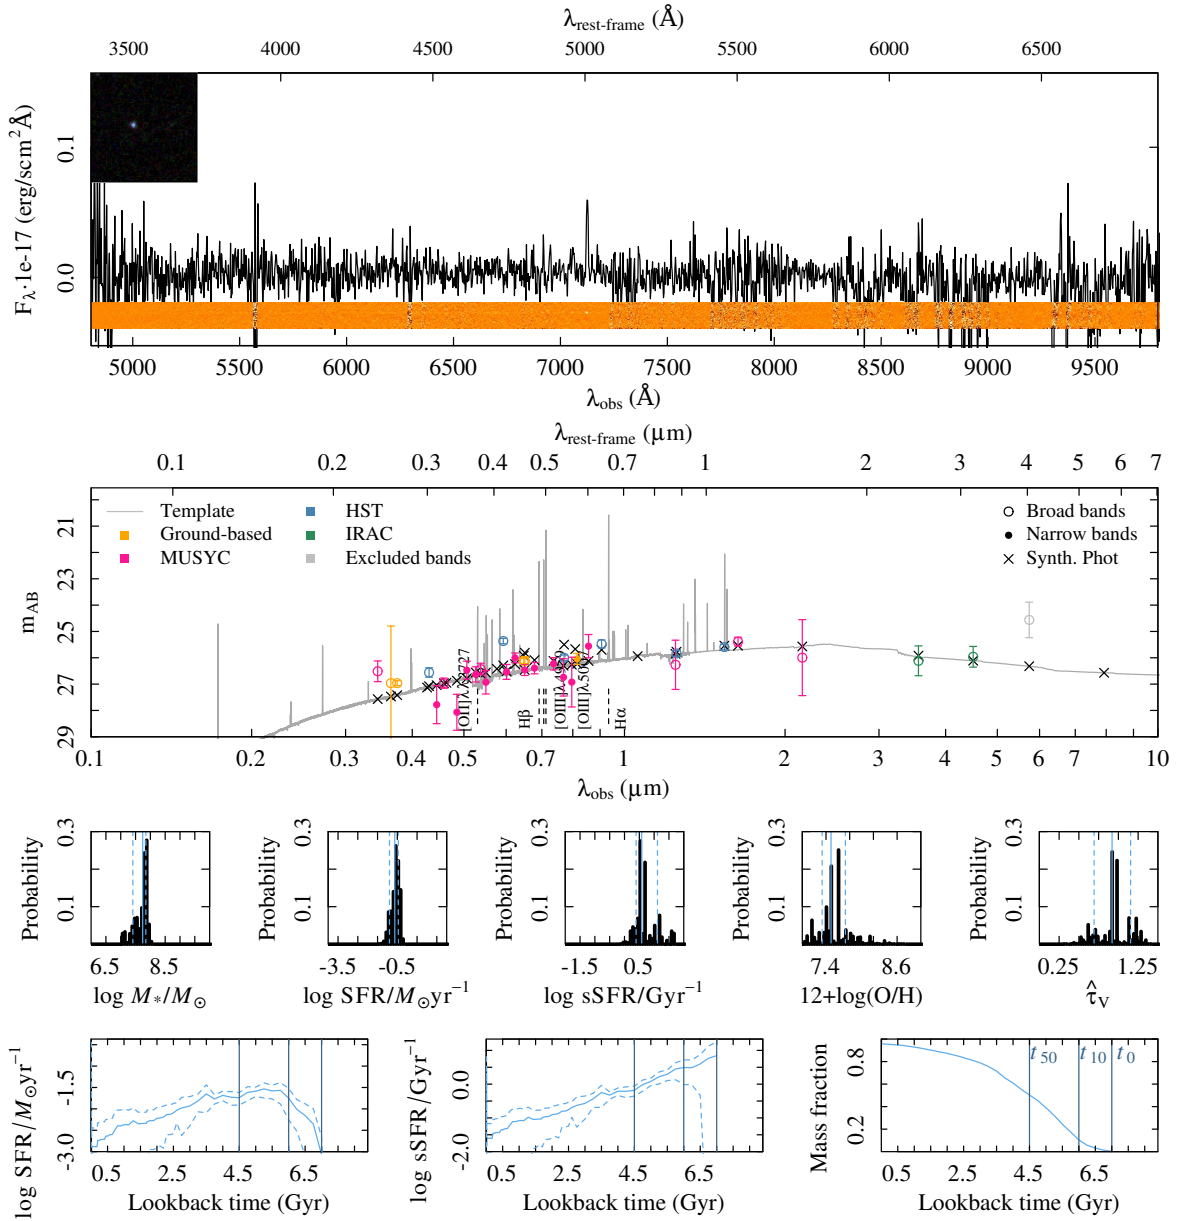 λrest-frame (Å)
3500 4000 4500 5000 5500 6000 6500
Fλ·1e-17 (erg/scm²Å)
0.1
0.0
5000 5500 6000 6500 7000 7500 8000 8500 9000 9500
λobs (Å)
λrest-frame (μm)
0.1 0.2 0.3 0.4 0.5 0.7 1 2 3 4 5 6 7
mAB
21
23
25
27
29
Template
Ground-based
MUSYC
HST
IRAC
Excluded bands
Broad bands
Narrow bands
Synth. Phot
Hβ
Hα
0.1 0.2 0.3 0.4 0.5 0.7 1 2 3 4 5 6 7 10
λobs (μm)
Probability
0.1 0.3
6.5 8.5
log M*/M⊙
Probability
0.1 0.3
-3.5 -0.5
log SFR/M⊙yr⁻¹
Probability
0.1 0.3
-1.5 0.5
log sSFR/Gyr⁻¹
Probability
0.1 0.3
7.4 8.6
12+log(O/H)
Probability
0.1 0.3
0.25 1.25
τ̂V
log SFR/M⊙yr⁻¹
-1.5
-3.0
0.5 2.5 4.5 6.5
Lookback time (Gyr)
log sSFR/Gyr⁻¹
0.0
-2.0
0.5 2.5 4.5 6.5
Lookback time (Gyr)
Mass fraction
0.8
0.2
t50 t10 t0
0.5 2.5 4.5 6.5
Lookback time (Gyr)